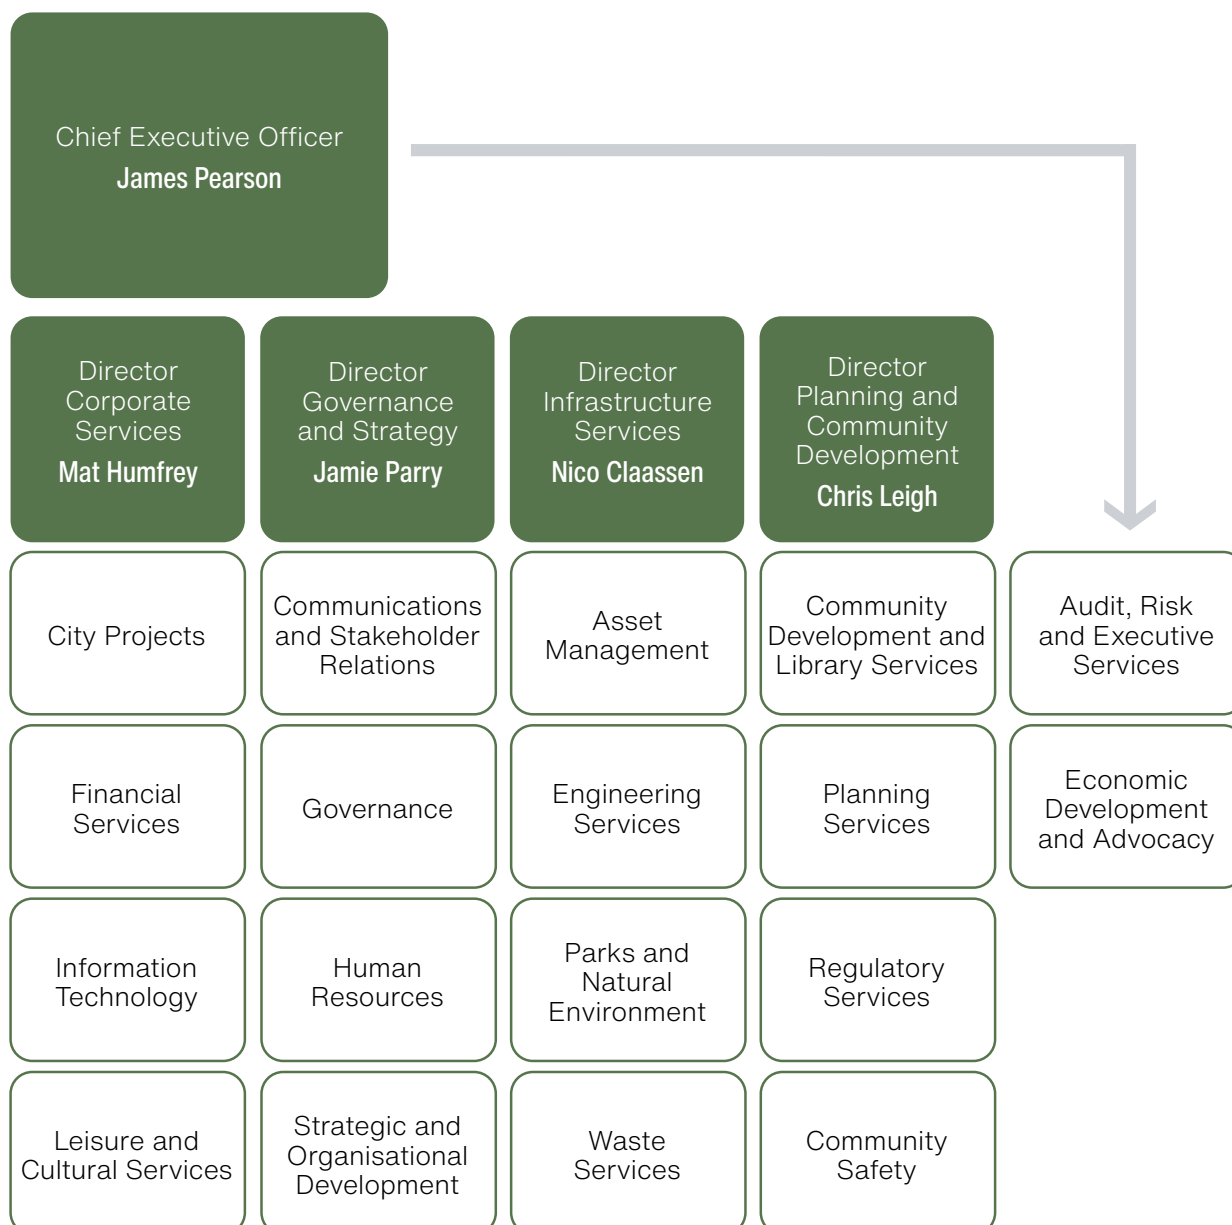 Chief Executive Officer
James Pearson
Director
Corporate
Services
Mat Humfrey
Director
Governance
and Strategy
Jamie Parry
Director
Infrastructure
Services
Nico Claassen
Director
Planning and
Community
Development
Chris Leigh
City Projects
Communications
and Stakeholder
Relations
Asset
Management
Community
Development and
Library Services
Audit, Risk
and Executive
Services
Financial
Services
Governance
Engineering
Services
Planning
Services
Economic
Development
and Advocacy
Information
Technology
Human
Resources
Parks and
Natural
Environment
Regulatory
Services
Leisure and
Cultural Services
Strategic and
Organisational
Development
Waste
Services
Community
Safety